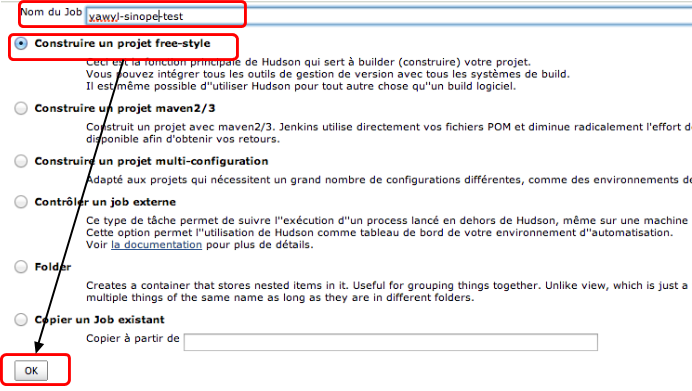 Nom du Job yawyl-sinope-test
Construire un projet free-style
Ceci est la fonction principale de Hudson qui sert à builder (construire) votre projet.
Vous pouvez intégrer tous les outils de gestion de version avec tous les systèmes de build.
Il est même possible d''utiliser Hudson pour tout autre chose qu''un build logiciel.
Construire un projet maven2/3
Construit un projet avec maven2/3. Jenkins utilise directement vos fichiers POM et diminue radicalement l'effort de
disponible afin d'obtenir vos retours.
Construire un projet multi-configuration
Adapté aux projets qui nécessitent un grand nombre de configurations différentes, comme des environnements de
Contrôler un job externe
Ce type de tâche permet de suivre l''exécution d''un process lancé en dehors de Hudson, même sur une machine
Cette option permet l''utilisation de Hudson comme tableau de bord de votre environnement d''automatisation.
Voir la documentation pour plus de détails.
Folder
Creates a container that stores nested items in it. Useful for grouping things together. Unlike view, which is just a
multiple things of the same name as long as they are in different folders.
Copier un Job existant
Copier à partir de
OK